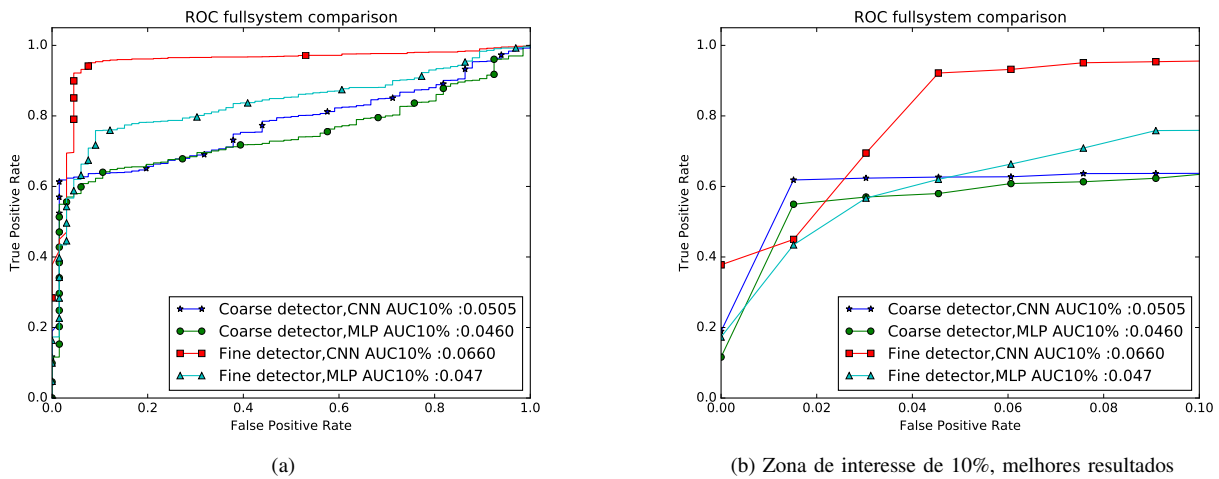 ROC fullsystem comparison
True Positive Rate
1.0
0.8
0.6
0.4
0.2
0.0
Coarse detector,CNN AUC10% :0.0505
Coarse detector,MLP AUC10% :0.0460
Fine detector,CNN AUC10% :0.0660
Fine detector,MLP AUC10% :0.047
0.0 0.2 0.4 0.6 0.8 1.0
False Positive Rate
(a)
ROC fullsystem comparison
True Positive Rate
1.0
0.8
0.6
0.4
0.2
0.0
Coarse detector,CNN AUC10% :0.0505
Coarse detector,MLP AUC10% :0.0460
Fine detector,CNN AUC10% :0.0660
Fine detector,MLP AUC10% :0.047
0.00 0.02 0.04 0.06 0.08 0.10
False Positive Rate
(b) Zona de interesse de 10%, melhores resultados